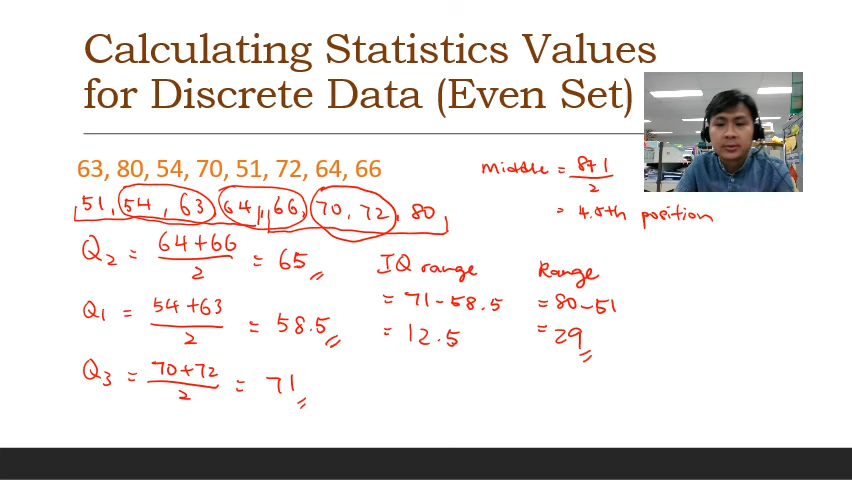 Calculating Statistics Values
for Discrete Data (Even Set)
63, 80, 54, 70, 51, 72, 64, 66
51, 54, 63, 64, 66, 70, 72, 80
Middle = 8+1/2
= 4.5th position
Q2 = 64+66/2 = 65
Q1 = 54+63/2 = 58.5
Q3 = 70+72/2 = 71
IQ range
= 71-58.5
= 12.5
Range
= 80-51
= 29